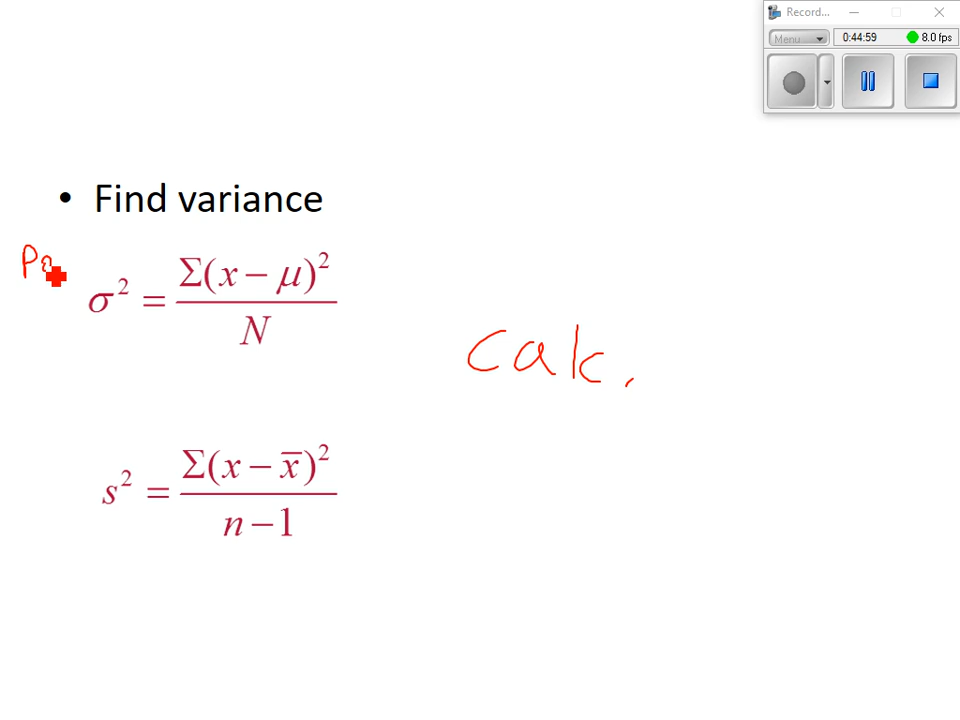 Record...
Menu
0:44:59
8.0 fps
• Find variance
σ² = Σ(x − μ)² / N
calc.
s² = Σ(x − x̄)² / n − 1